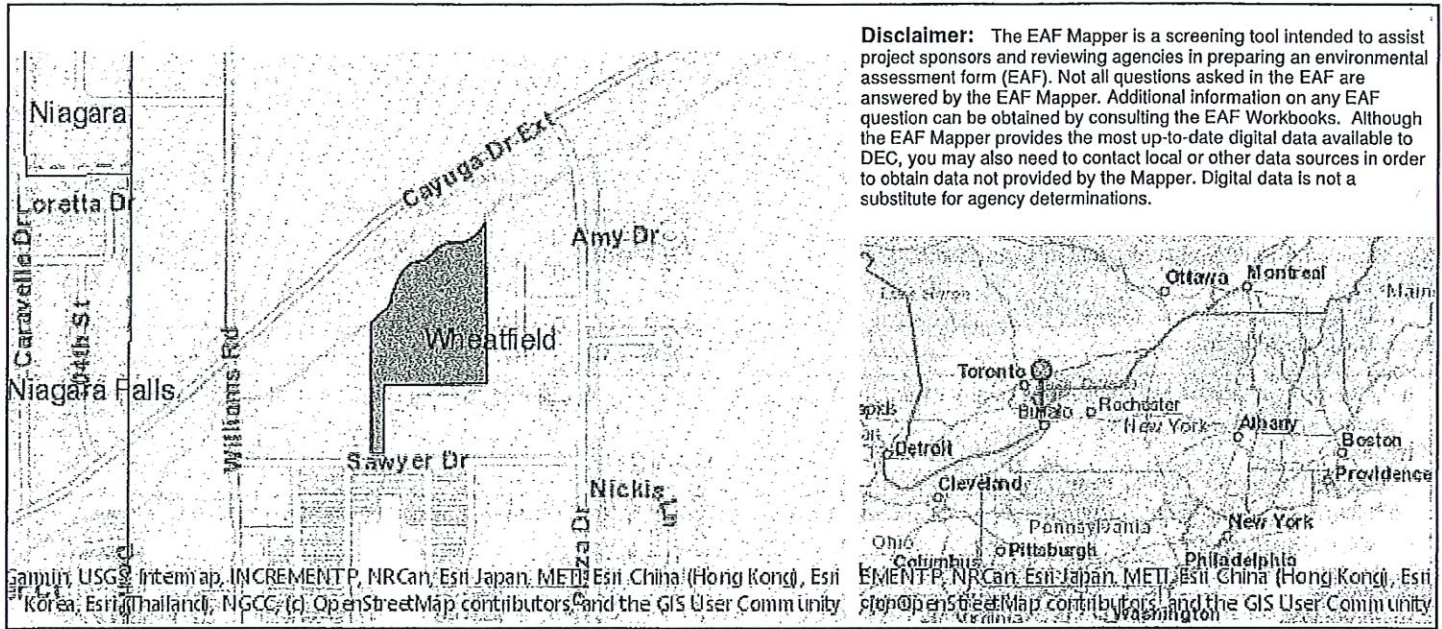 Niagara
Loretta Dr
Caravelle Dr
94th St
Niagara Falls
Williams Rd
Cayuga Dr Ext
Amy Dr
Wheatfield
Sawyer Dr
Nickis
Garmin, USGS, Intermap, INCREMENT P, NRCan, Esri Japan, METI, Esri China (Hong Kong), Esri
Korea, Esri (Thailand), NGCC, (c) OpenStreetMap contributors, and the GIS User Community
Disclaimer: The EAF Mapper is a screening tool intended to assist
project sponsors and reviewing agencies in preparing an environmental
assessment form (EAF). Not all questions asked in the EAF are
answered by the EAF Mapper. Additional information on any EAF
question can be obtained by consulting the EAF Workbooks. Although
the EAF Mapper provides the most up-to-date digital data available to
DEC, you may also need to contact local or other data sources in order
to obtain data not provided by the Mapper. Digital data is not a
substitute for agency determinations.
Ottawa
Montreal
Main
Lake Huron
Toronto
Buffalo
Rochester
New York
Albany
Boston
Detroit
Providence
Cleveland
Pennsylvania
New York
Ohio
Pittsburgh
Philadelphia
Columbus
EMENT P, NRCan, Esri Japan, METI, Esri China (Hong Kong), Esri
OpenStreetMap contributors, and the GIS User Community
Virginia
Washington